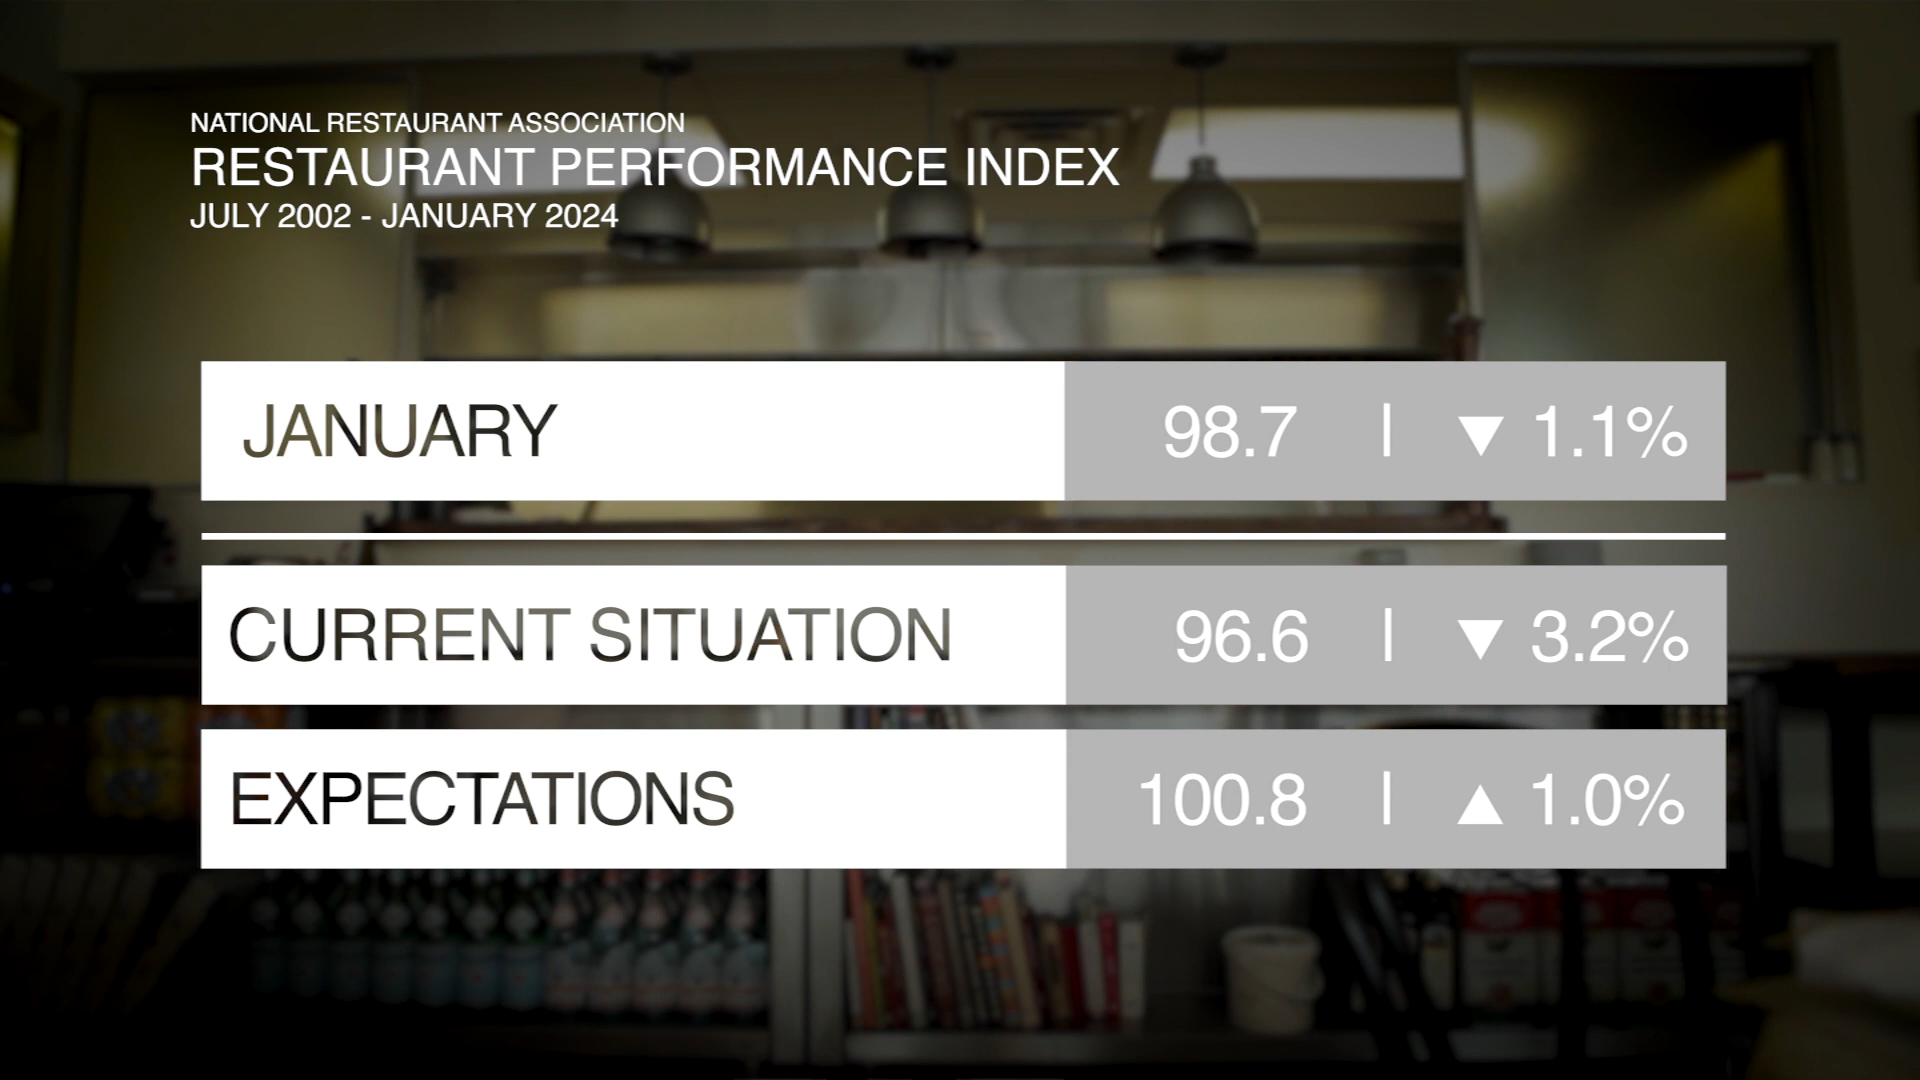 NATIONAL RESTAURANT ASSOCIATION
RESTAURANT PERFORMANCE INDEX
JULY 2002 - JANUARY 2024
JANUARY 98.7 | ▼ 1.1%
CURRENT SITUATION 96.6 | ▼ 3.2%
EXPECTATIONS 100.8 | ▲ 1.0%